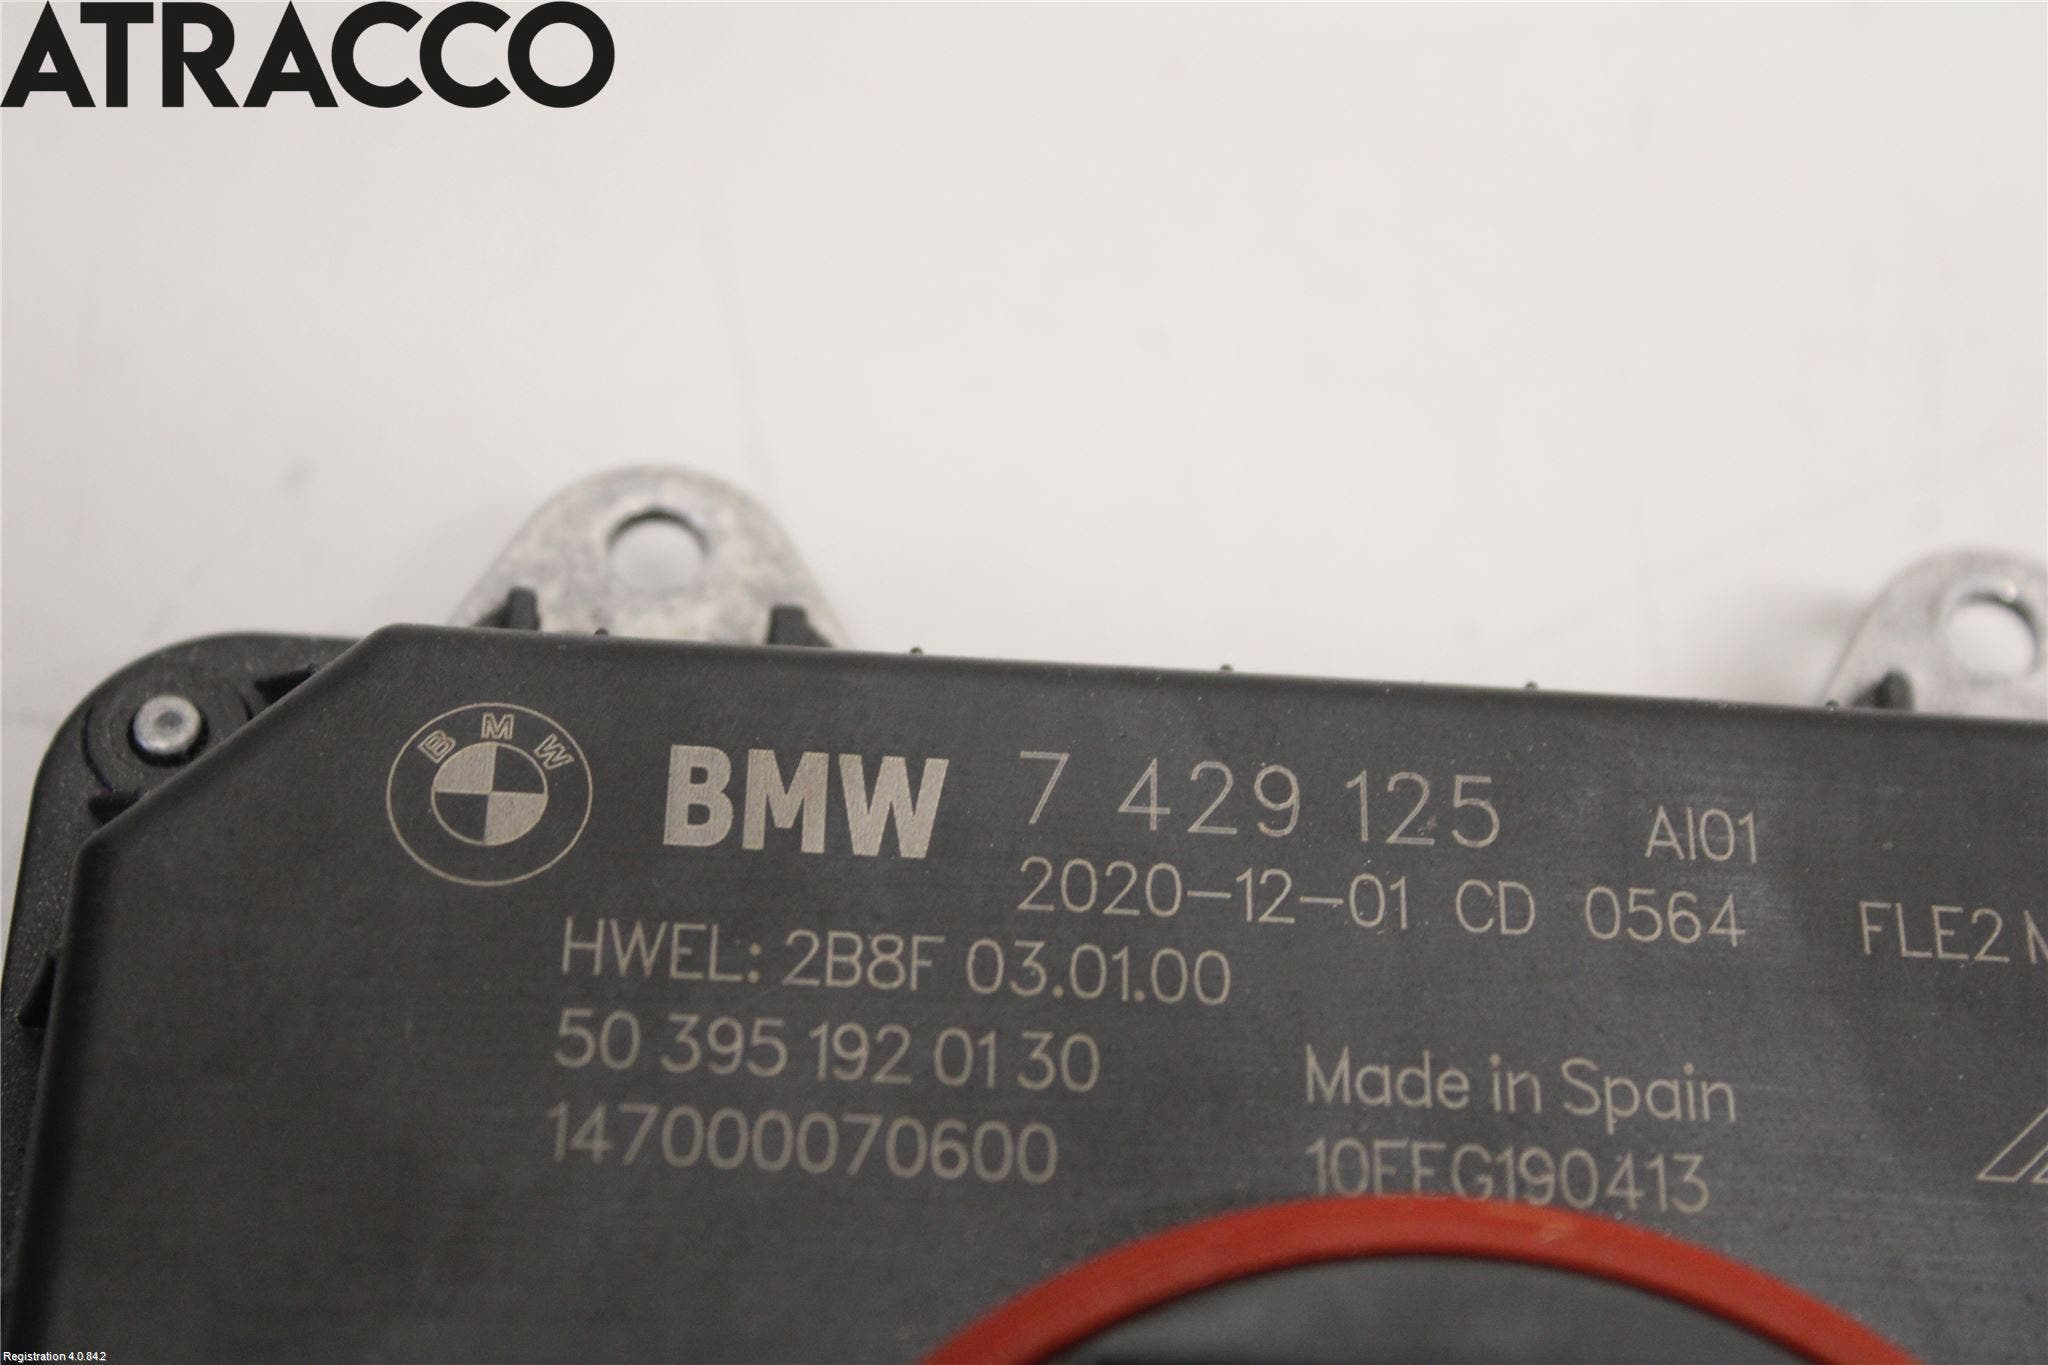 ATRACCO
BMW
BMW 7 429 125 AI01
2020-12-01 CD 0564 FLE2
HWEL: 2B8F 03.01.00
50 395 192 01 30
147000070600
Made in Spain
Registration 4.0.84.2